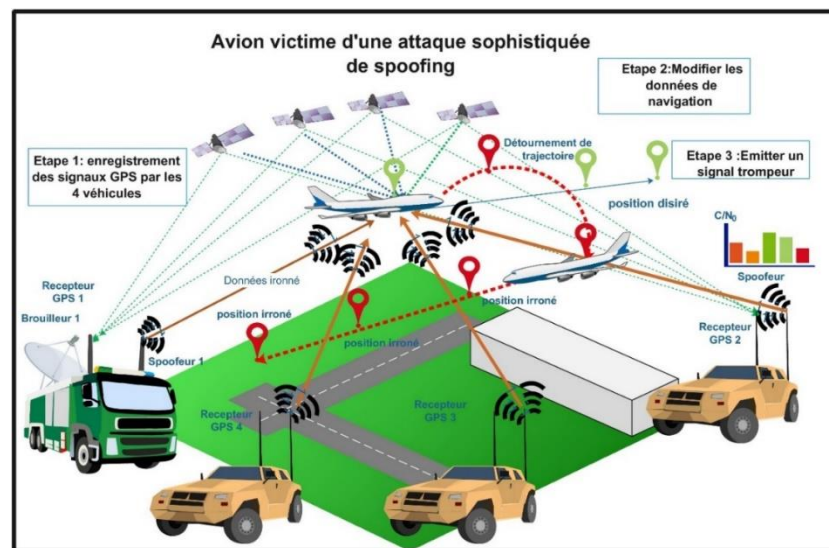 Avion victime d'une attaque sophistiquée
de spoofing
Etape 2:Modifier les
données de
navigation
Etape 1: enregistrement
des signaux GPS par les
4 véhicules
Détournement de
trajectoire
Etape 3 :Emitter un
signal trompeur
position disiré
C/N0
Spoofeur
Données ironné
Recepteur
GPS 1
Brouilleur 1
Spoofeur 1
position irroné
position irroné
position irroné
Recepteur
GPS 2
Recepteur
GPS 4
Recepteur
GPS 3